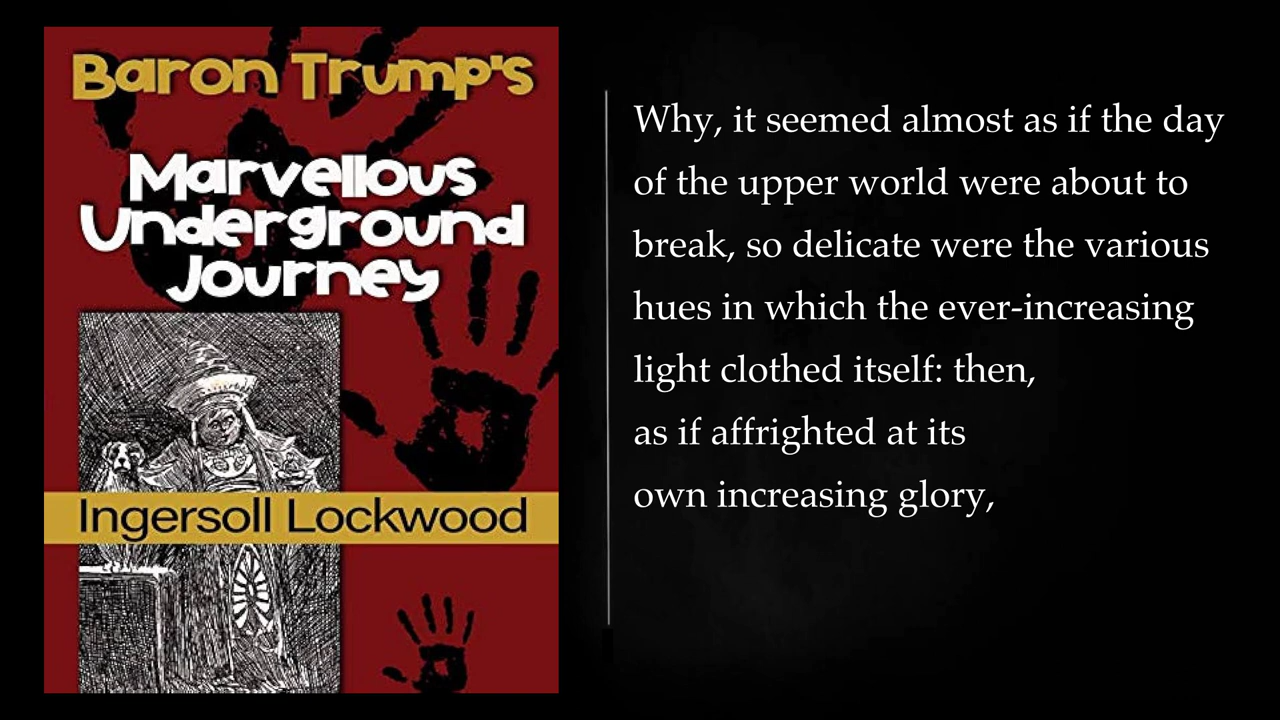 Baron Trump's
Marvellous
Underground
Journey
Ingersoll Lockwood
Why, it seemed almost as if the day
of the upper world were about to
break, so delicate were the various
hues in which the ever-increasing
light clothed itself: then,
as if affrighted at its
own increasing glory,